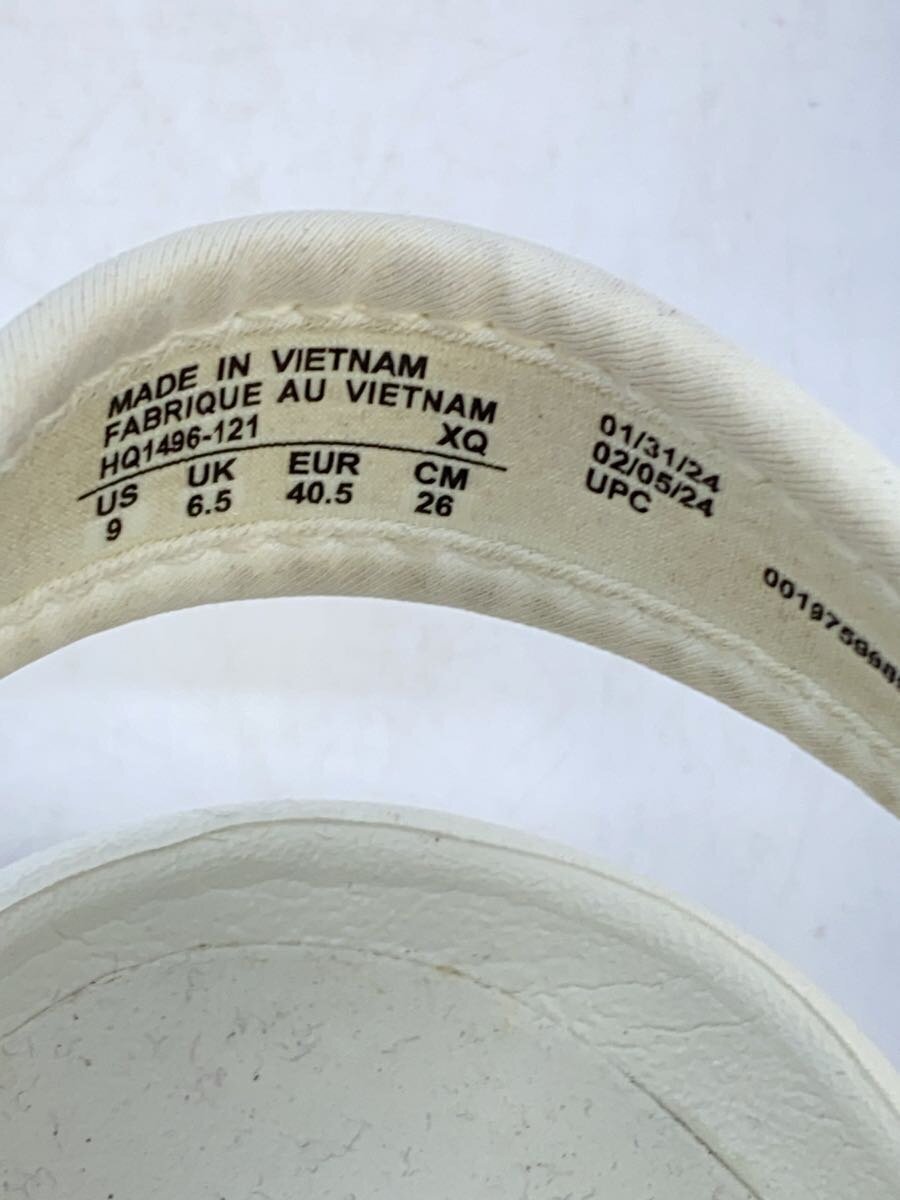 MADE IN VIETNAM
FABRIQUE AU VIETNAM
HQ1496-121 XQ
US UK EUR CM
9 6.5 40.5 26
01/31/24
02/05/24
UPC